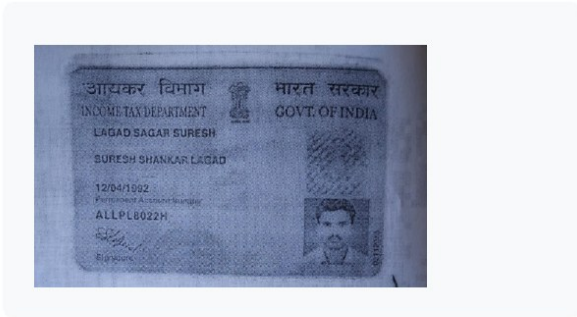 आयकर विभाग
भारत सरकार
INCOME TAX DEPARTMENT
GOVT. OF INDIA
LAGAD SAGAR SURESH
SURESH SHANKAR LAGAD
12/04/1992
Permanent Account Number
ALLPL8022H
Signature